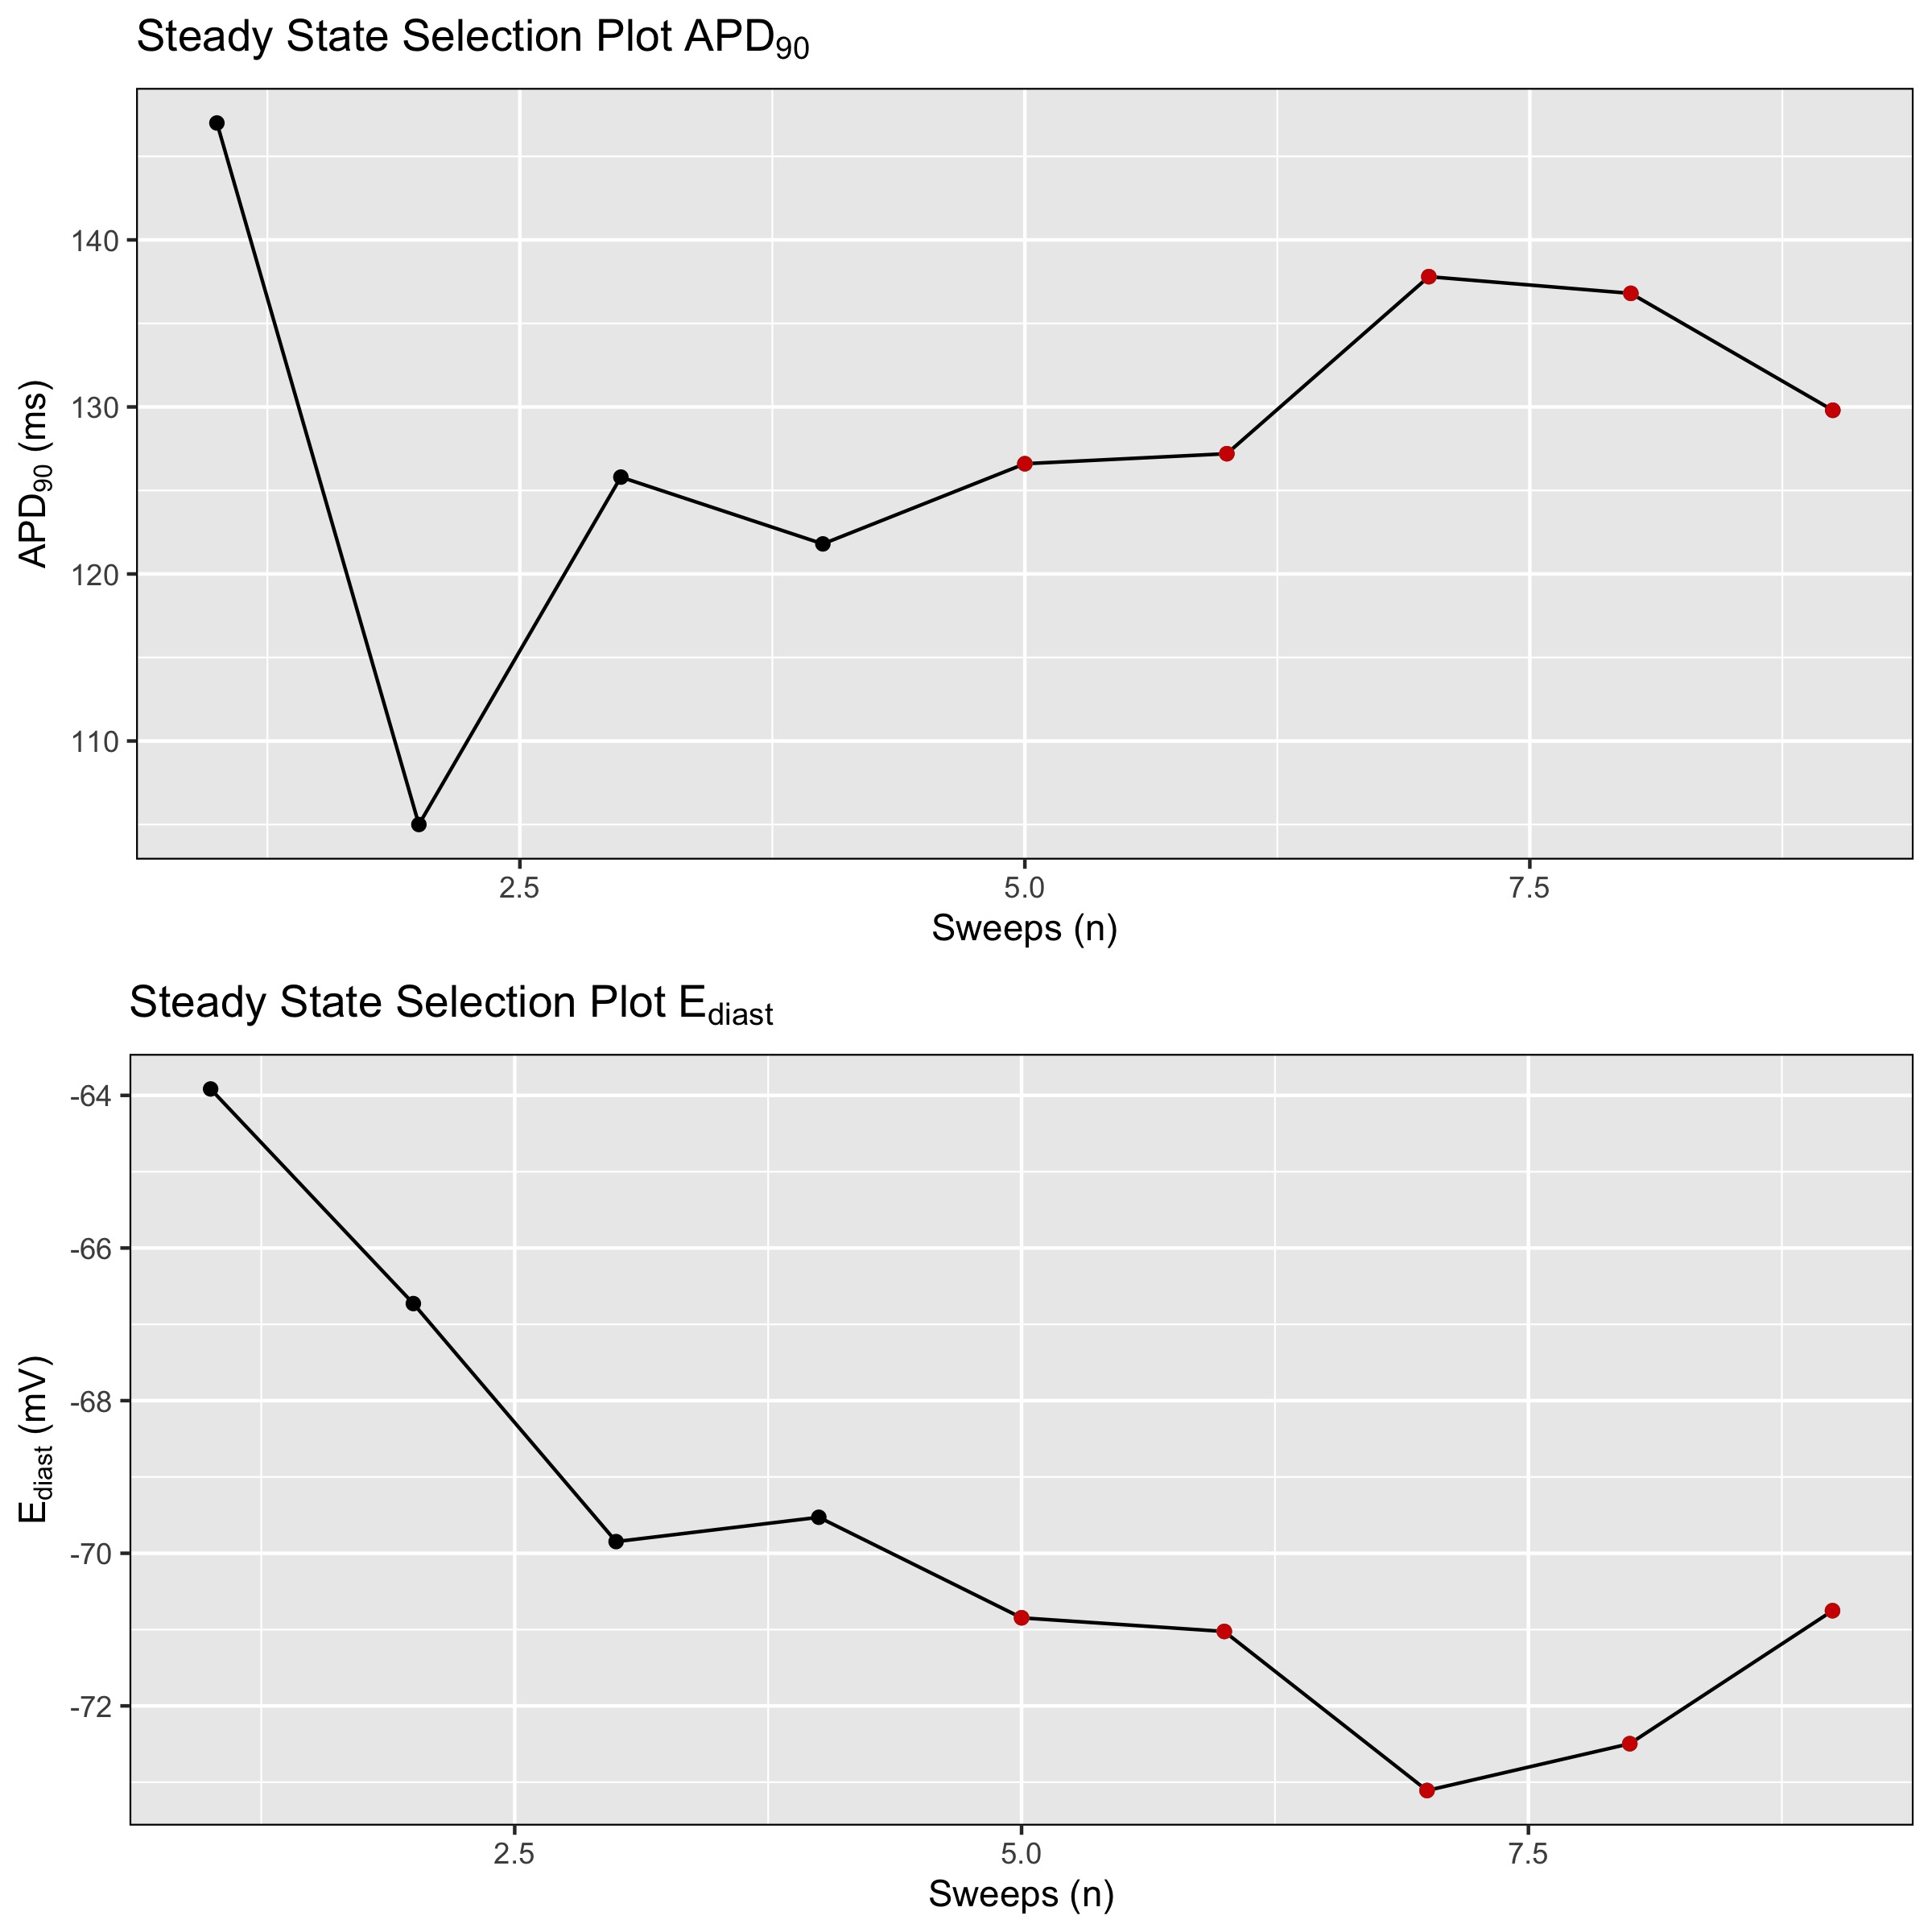 Steady State Selection Plot APD90
APD90 (ms)
140
130
120
110
2.5 5.0 7.5
Sweeps (n)
Steady State Selection Plot Ediast
Ediast (mV)
-64
-66
-68
-70
-72
2.5 5.0 7.5
Sweeps (n)